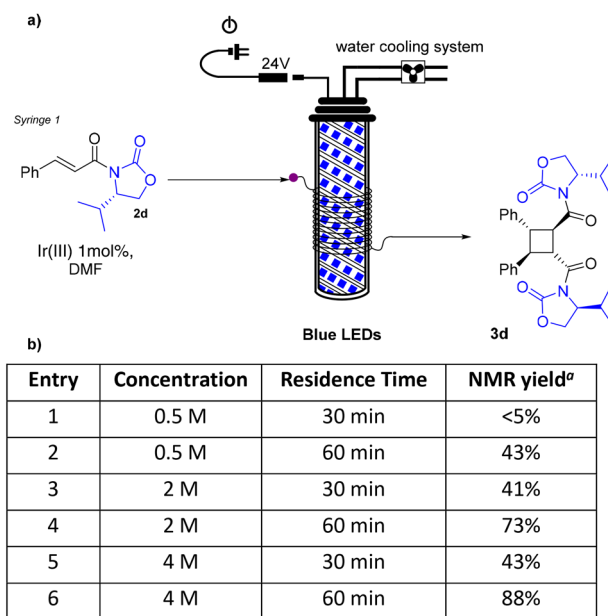 a)
24V
water cooling system
Syringe 1
O
O
Ph
N
O
2d
Ir(III) 1mol%,
DMF
Blue LEDs
O
O
N
Ph
O
Ph
O
N
O
O
3d
b)
Entry Concentration Residence Time NMR yieldᵃ
1 0.5 M 30 min <5%
2 0.5 M 60 min 43%
3 2 M 30 min 41%
4 2 M 60 min 73%
5 4 M 30 min 43%
6 4 M 60 min 88%